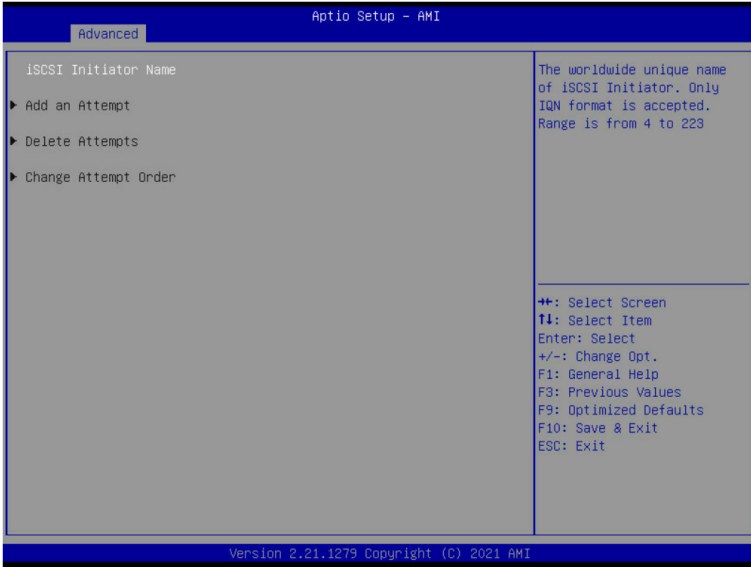 Aptio Setup – AMI
Advanced
iSCSI Initiator Name
▶ Add an Attempt
▶ Delete Attempts
▶ Change Attempt Order
The worldwide unique name
of iSCSI Initiator. Only
IQN format is accepted.
Range is from 4 to 223
→←: Select Screen
↑↓: Select Item
Enter: Select
+/-: Change Opt.
F1: General Help
F3: Previous Values
F9: Optimized Defaults
F10: Save & Exit
ESC: Exit
Version 2.21.1279 Copyright (C) 2021 AMI